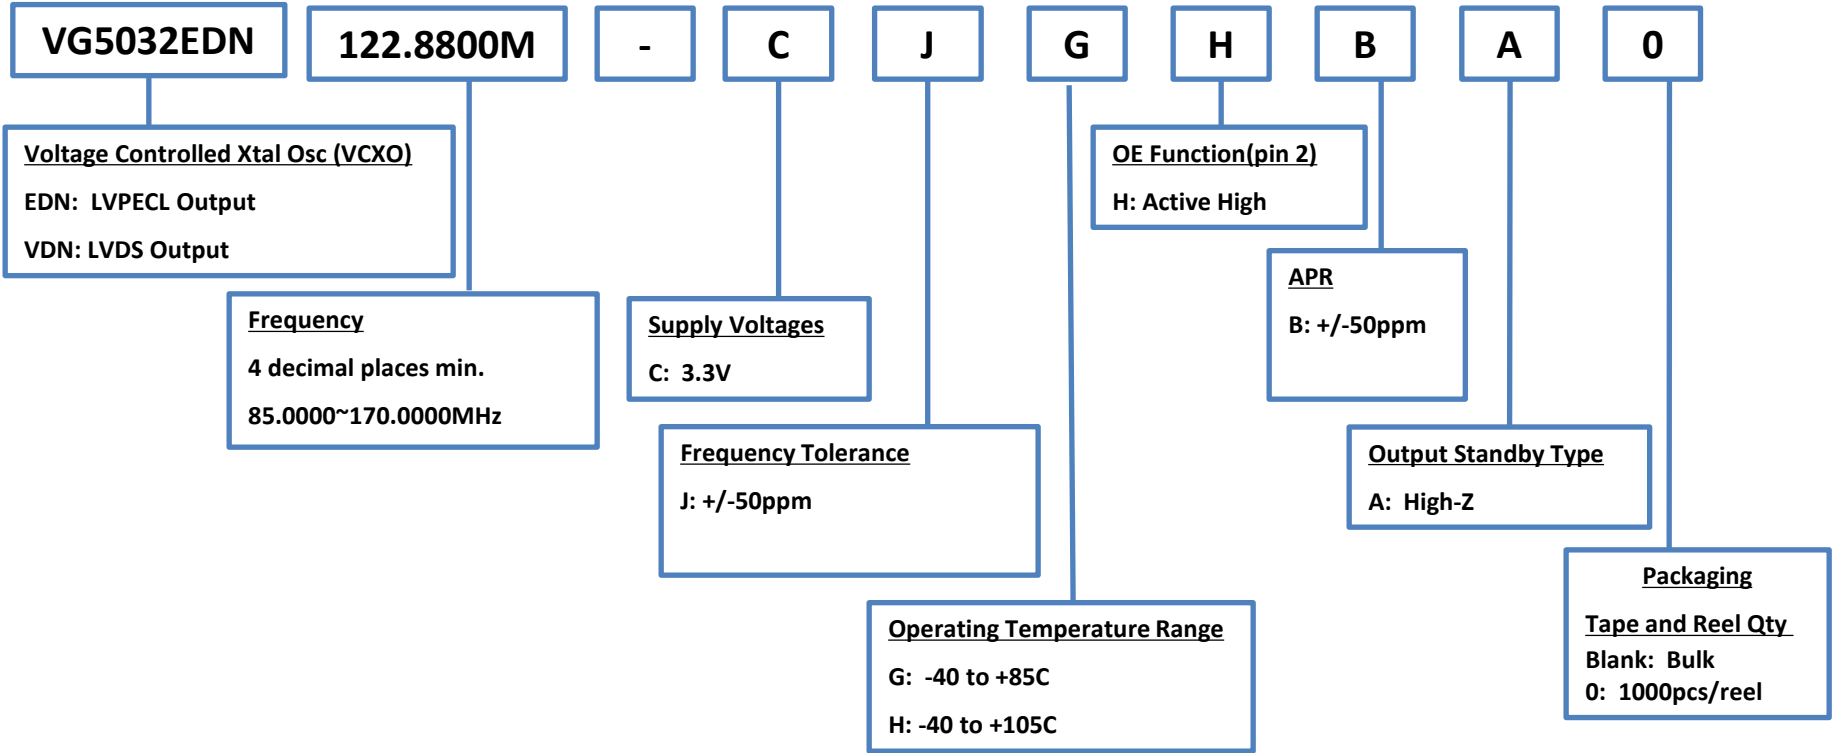 VG5032EDN 122.8800M - C J G H B A 0
Voltage Controlled Xtal Osc (VCXO)
EDN: LVPECL Output
VDN: LVDS Output
OE Function(pin 2)
H: Active High
APR
B: +/-50ppm
Frequency
4 decimal places min.
85.0000~170.0000MHz
Supply Voltages
C: 3.3V
Frequency Tolerance
J: +/-50ppm
Output Standby Type
A: High-Z
Operating Temperature Range
G: -40 to +85C
H: -40 to +105C
Packaging
Tape and Reel Qty
Blank: Bulk
0: 1000pcs/reel